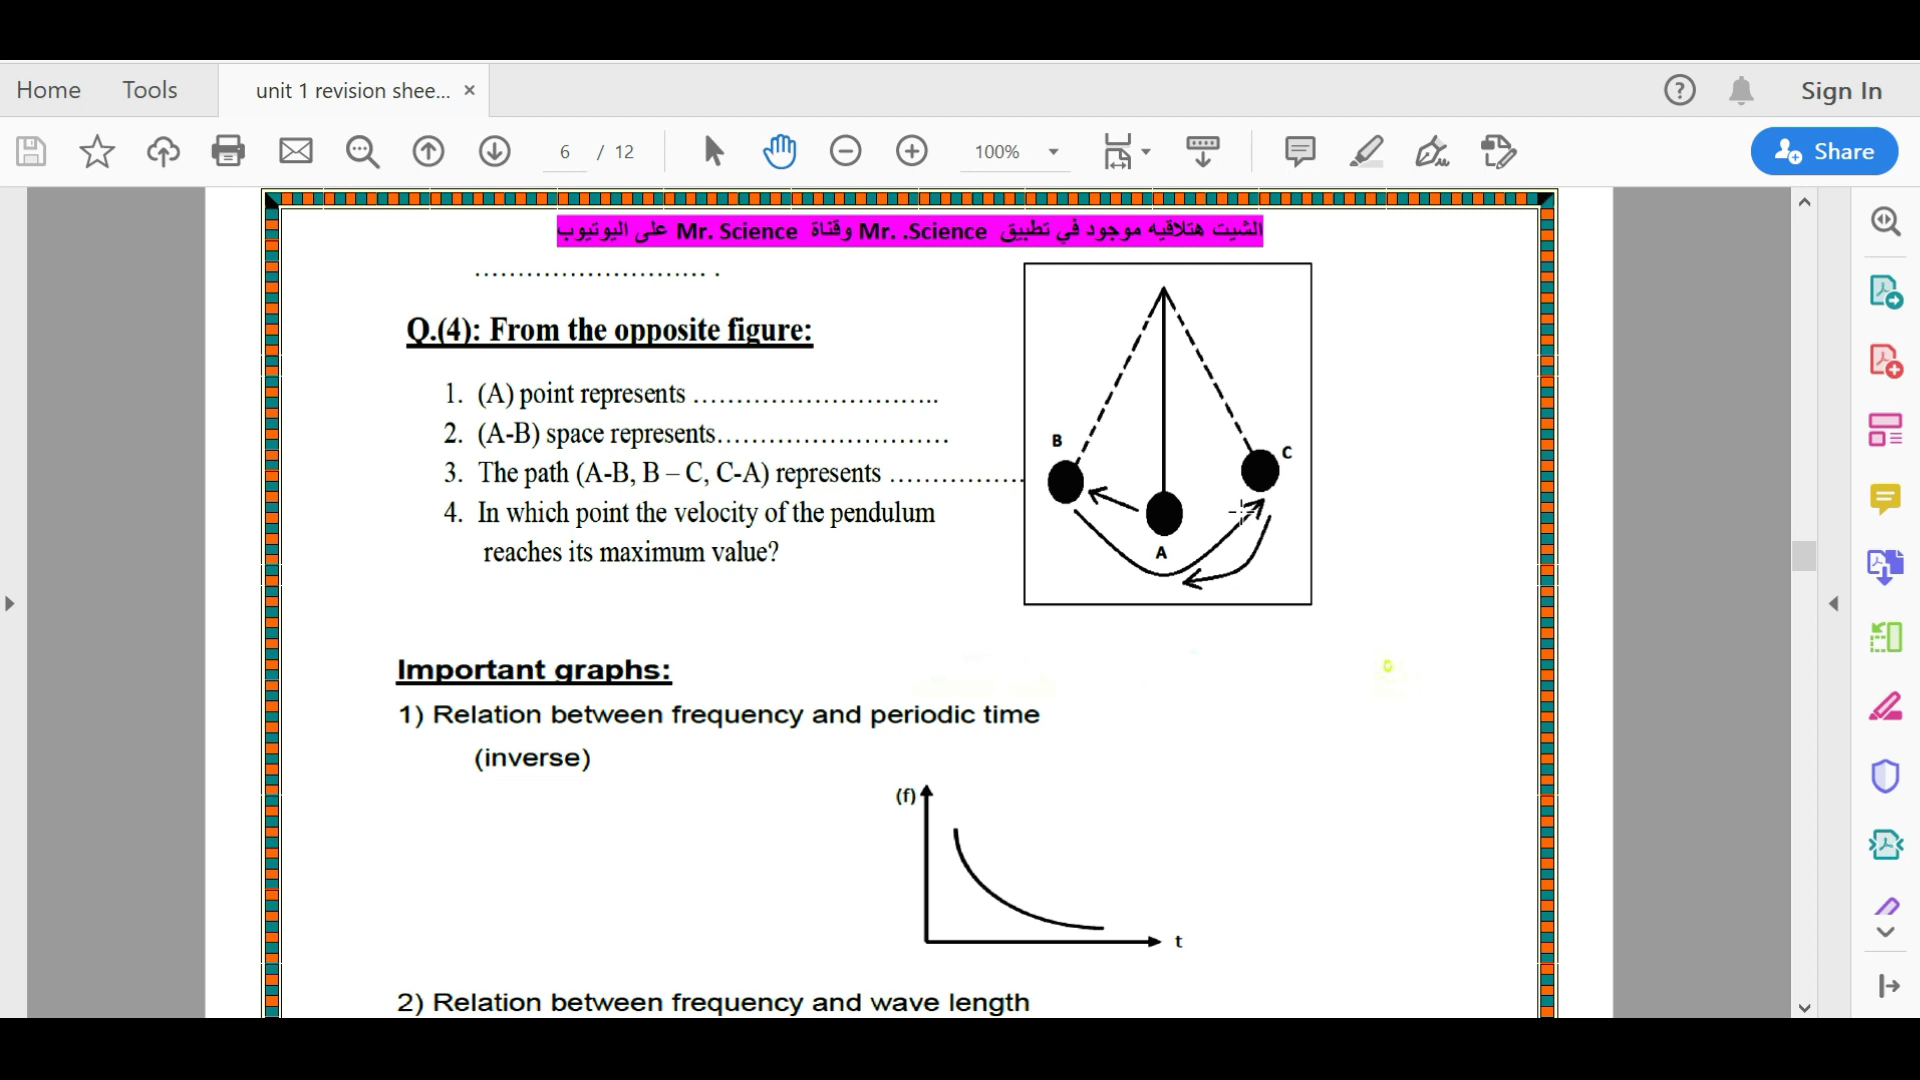 Home Tools unit 1 revision shee... × Sign In
6 / 12 100% Share
الشيت هتلاقيه موجود في تطبيق Mr. .Science وقناة Mr. Science على اليوتيوب
............................ .
Q.(4): From the opposite figure:
1. (A) point represents ..............................
2. (A-B) space represents............................
3. The path (A-B, B – C, C-A) represents ................
4. In which point the velocity of the pendulum
reaches its maximum value?
B
C
A
Important graphs:
1) Relation between frequency and periodic time
(inverse)
(f)
t
2) Relation between frequency and wave length